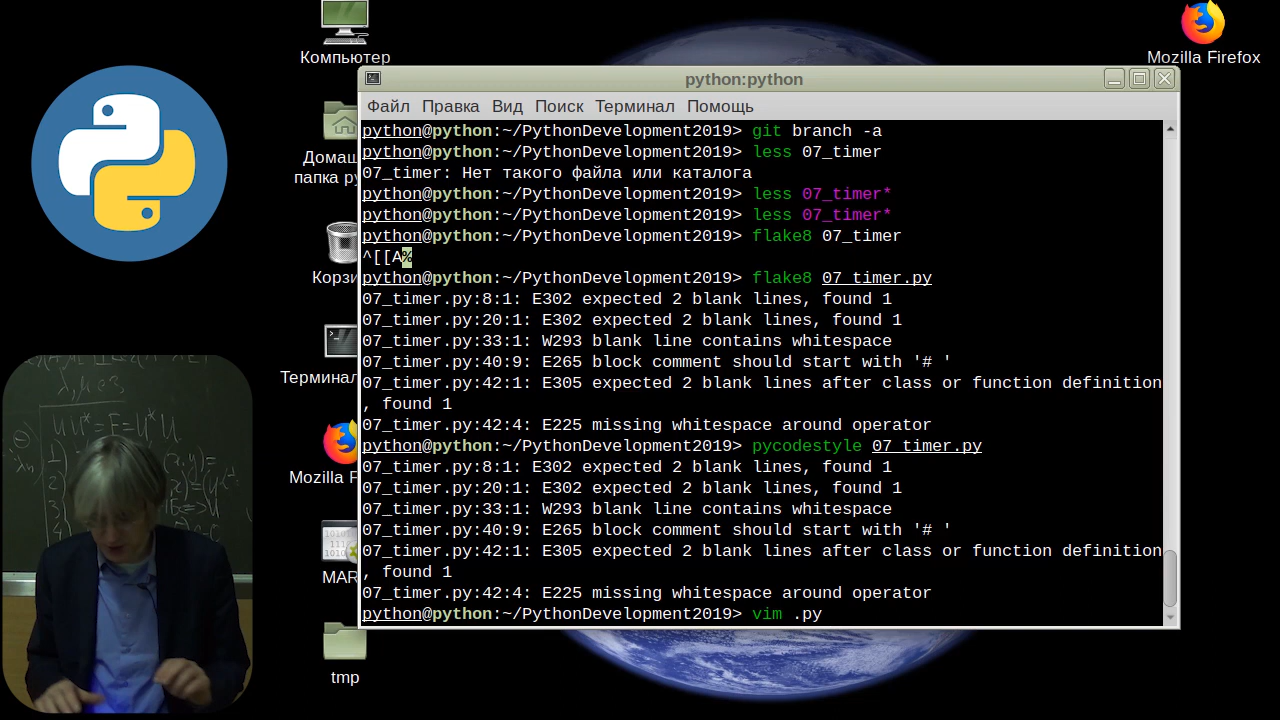 Компьютер
Mozilla Firefox
python:python
Файл Правка Вид Поиск Терминал Помощь
python@python:~/PythonDevelopment2019> git branch -a
python@python:~/PythonDevelopment2019> less 07_timer
07_timer: Нет такого файла или каталога
python@python:~/PythonDevelopment2019> less 07_timer*
python@python:~/PythonDevelopment2019> less 07_timer*
python@python:~/PythonDevelopment2019> flake8 07_timer
^[[A%
python@python:~/PythonDevelopment2019> flake8 07_timer.py
07_timer.py:8:1: E302 expected 2 blank lines, found 1
07_timer.py:20:1: E302 expected 2 blank lines, found 1
07_timer.py:33:1: W293 blank line contains whitespace
07_timer.py:40:9: E265 block comment should start with '# '
07_timer.py:42:1: E305 expected 2 blank lines after class or function definition
, found 1
07_timer.py:42:4: E225 missing whitespace around operator
python@python:~/PythonDevelopment2019> pycodestyle 07_timer.py
07_timer.py:8:1: E302 expected 2 blank lines, found 1
07_timer.py:20:1: E302 expected 2 blank lines, found 1
07_timer.py:33:1: W293 blank line contains whitespace
07_timer.py:40:9: E265 block comment should start with '# '
07_timer.py:42:1: E305 expected 2 blank lines after class or function definition
, found 1
07_timer.py:42:4: E225 missing whitespace around operator
python@python:~/PythonDevelopment2019> vim .py
папка
Терминал
Mozilla
tmp